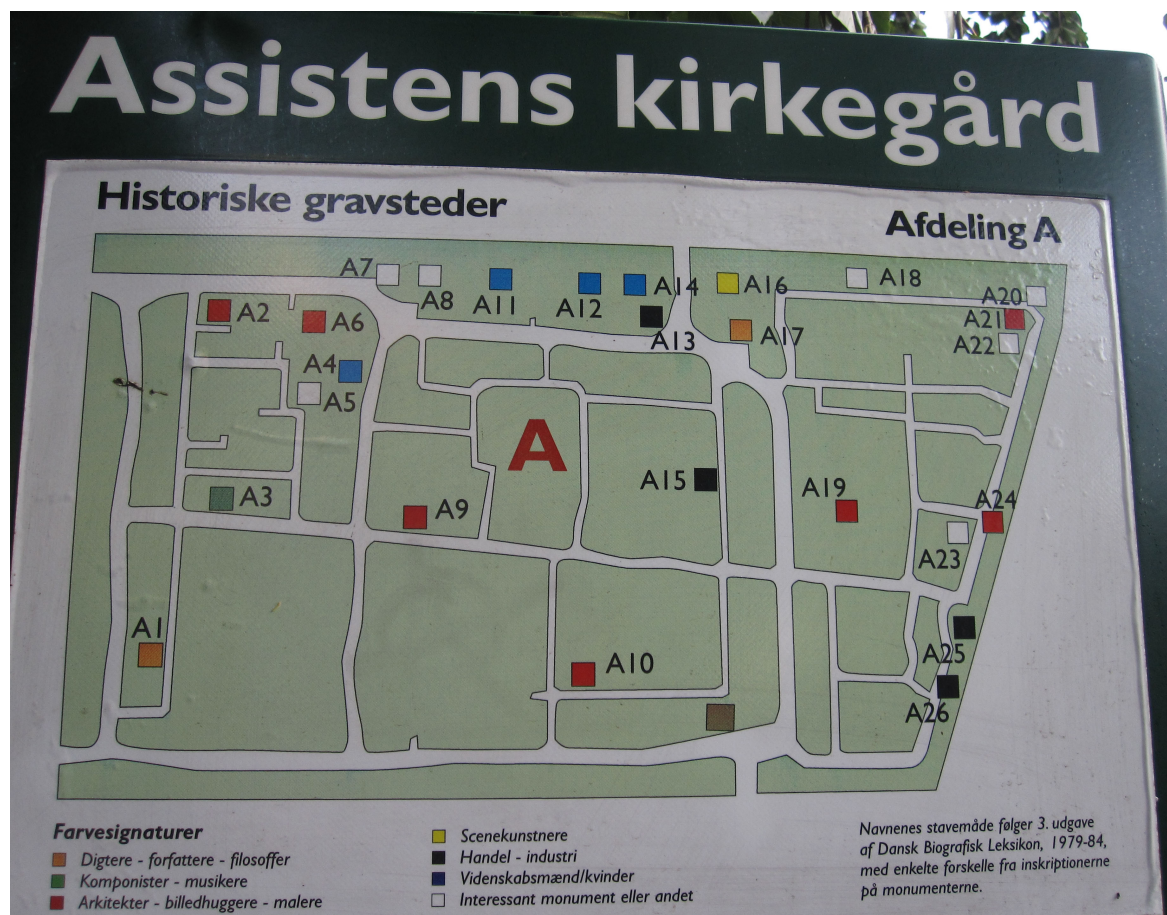 Assistens kirkegård
Historiske gravsteder
Afdeling A
A7
A8
A11
A12
A14
A16
A18
A20
A2
A6
A13
A17
A21
A22
A4
A5
A
A15
A3
A9
A19
A24
A23
A1
A10
A25
A26
Farvesignaturer
Digtere - forfattere - filosoffer
Komponister - musikere
Arkitekter - billedhuggere - malere
Scenekunstnere
Handel - industri
Videnskabsmænd/kvinder
Interessant monument eller andet
Navnenes stavemåde følger 3. udgave
af Dansk Biografisk Leksikon, 1979-84,
med enkelte forskelle fra inskriptionerne
på monumenterne.